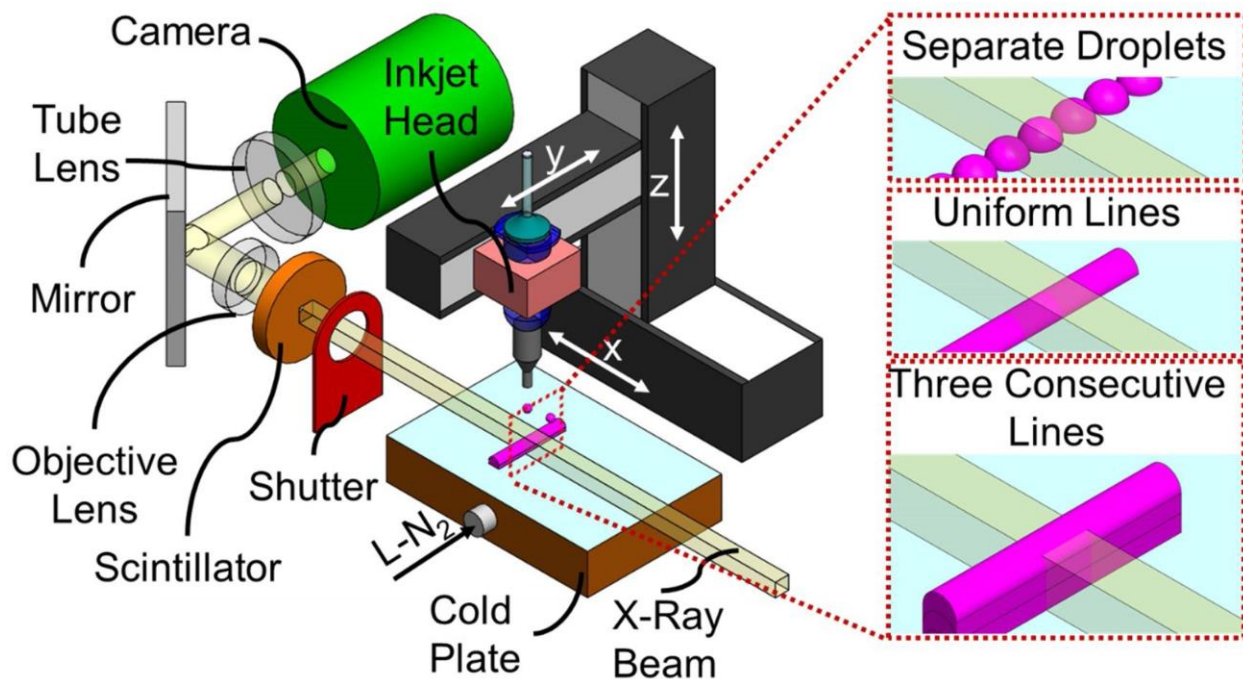 Camera
Inkjet
Head
Tube
Lens
Mirror
Objective
Lens
Scintillator
Shutter
L-N₂
Cold
Plate
X-Ray
Beam
y
z
x
Separate Droplets
Uniform Lines
Three Consecutive
Lines